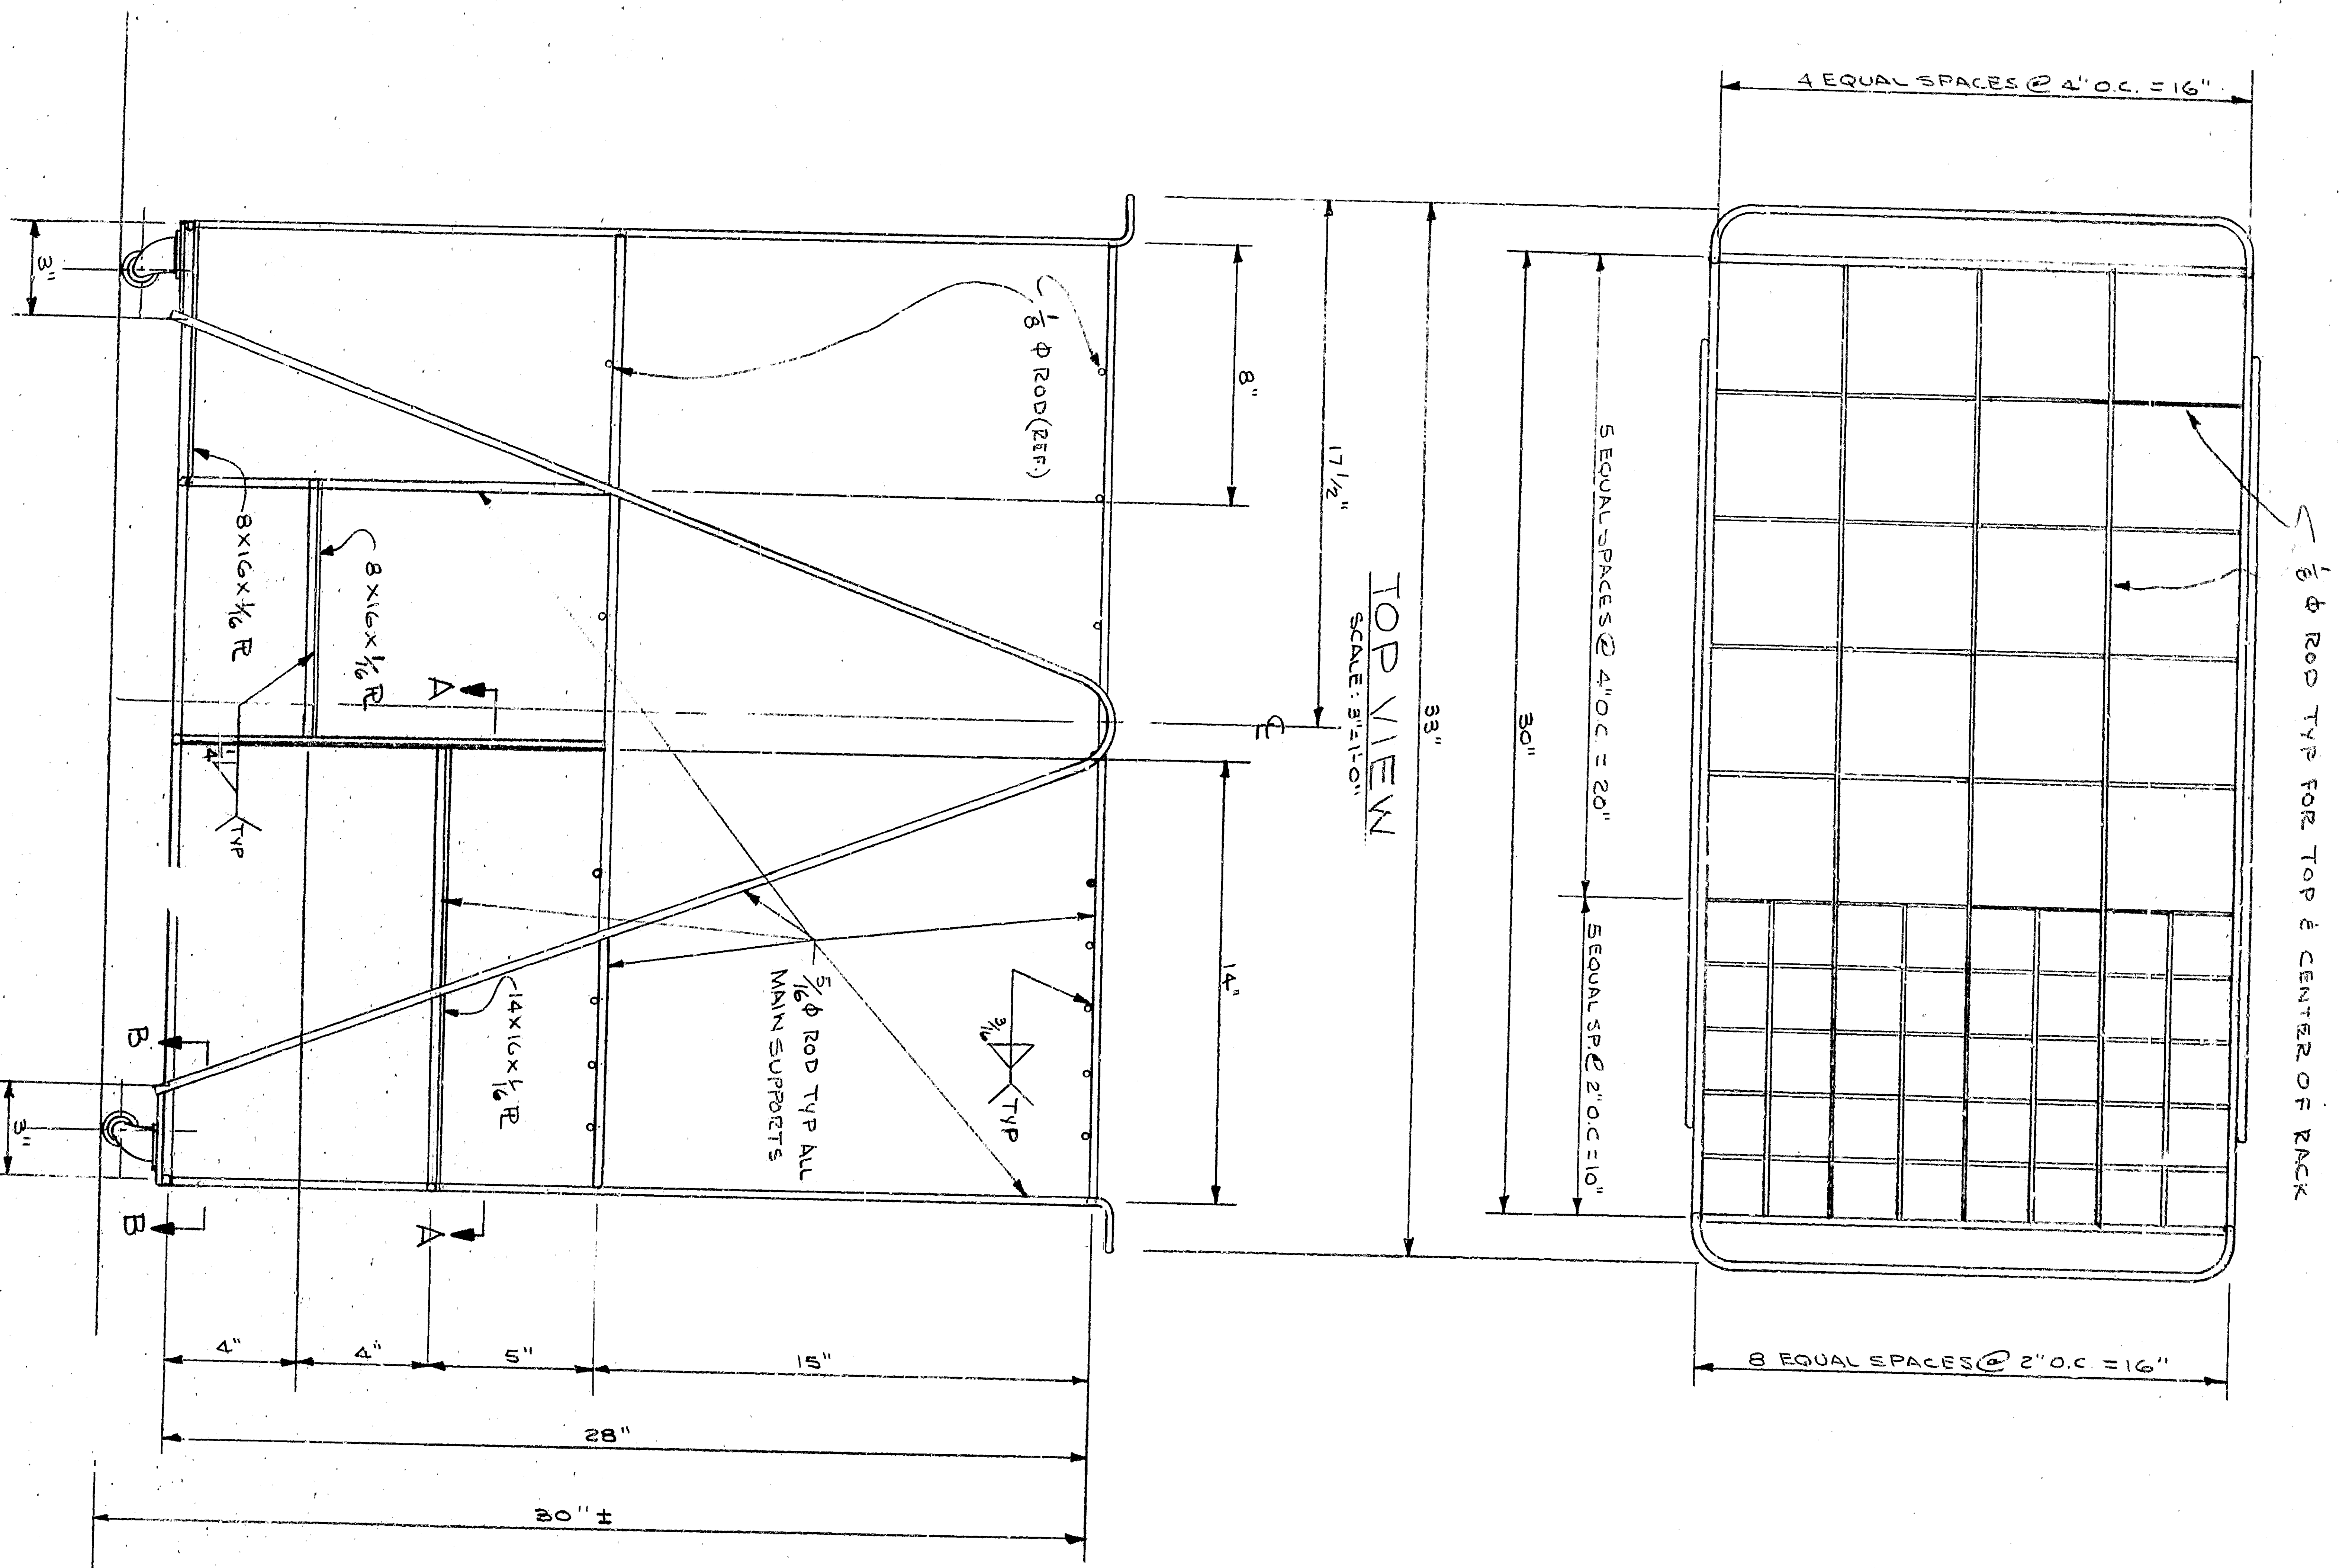 4 EQUAL SPACES @ 4" O.C. = 16"
⅛ Φ ROD TYP FOR TOP & CENTER OF RACK
5 EQUAL SPACES @ 4" O.C. = 20"
5 EQUAL SP. @ 2" O.C = 10"
30"
33"
8 EQUAL SPACES @ 2" O.C. = 16"
TOP VIEW
SCALE: 3"=1'-0"
17 1/2"
℄
8"
14"
⅛ Φ ROD (REF.)
3/16
TYP
5/16 Φ ROD TYP ALL
MAIN SUPPORTS
14X16X1/16 ℞
8X16X1/16 ℞
8X16X1/16 ℞
TYP
A
A
B
B
3"
3"
15"
5"
4"
4"
28"
30" ±